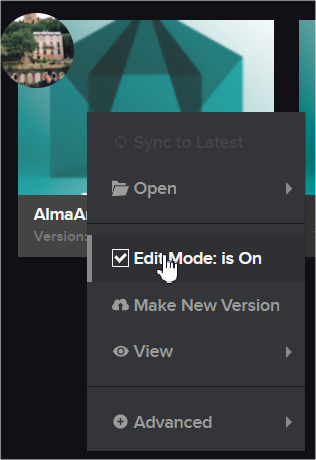 Sync to Latest
Open
AlmaA
Version:
Edit Mode: is On
Make New Version
View
Advanced